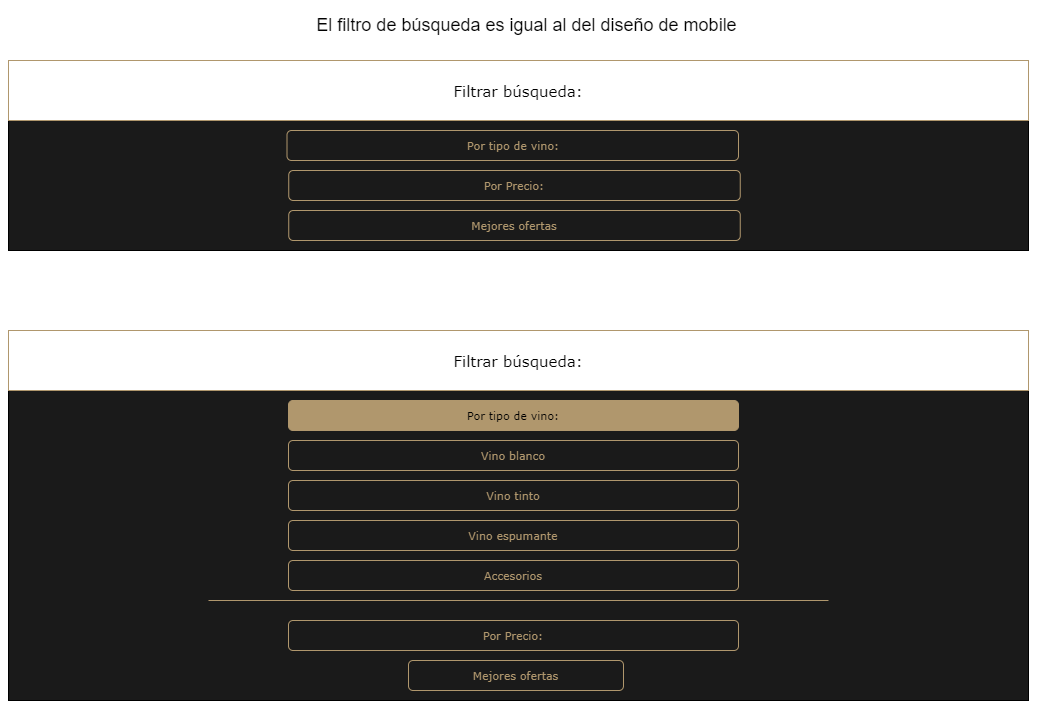 El filtro de búsqueda es igual al del diseño de mobile
Filtrar búsqueda:
Por tipo de vino:
Por Precio:
Mejores ofertas
Filtrar búsqueda:
Por tipo de vino:
Vino blanco
Vino tinto
Vino espumante
Accesorios
Por Precio:
Mejores ofertas